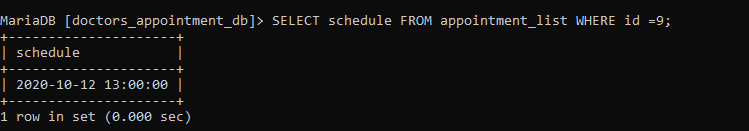 MariaDB [doctors_appointment_db]> SELECT schedule FROM appointment_list WHERE id =9;
+---------------------+
| schedule            |
+---------------------+
| 2020-10-12 13:00:00 |
+---------------------+
1 row in set (0.000 sec)